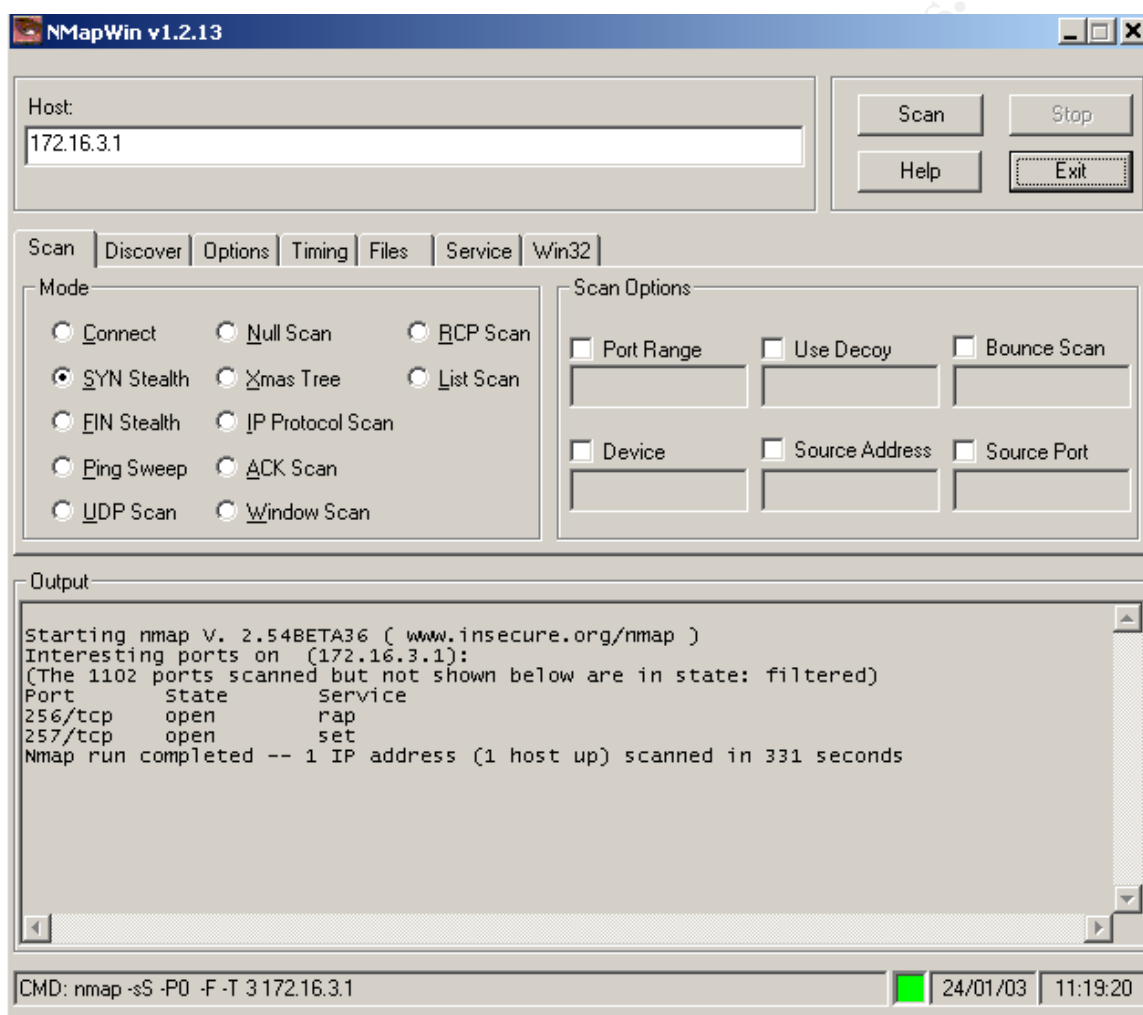 NMapWin v1.2.13
Host:
172.16.3.1
Scan Stop
Help Exit
Scan Discover Options Timing Files Service Win32
Mode
Connect Null Scan RCP Scan
SYN Stealth Xmas Tree List Scan
FIN Stealth IP Protocol Scan
Ping Sweep ACK Scan
UDP Scan Window Scan
Scan Options
Port Range Use Decoy Bounce Scan
Device Source Address Source Port
Output
Starting nmap V. 2.54BETA36 ( www.insecure.org/nmap )
Interesting ports on (172.16.3.1):
(The 1102 ports scanned but not shown below are in state: filtered)
Port State Service
256/tcp open rap
257/tcp open set
Nmap run completed -- 1 IP address (1 host up) scanned in 331 seconds
CMD: nmap -sS -P0 -F -T 3 172.16.3.1 24/01/03 11:19:20